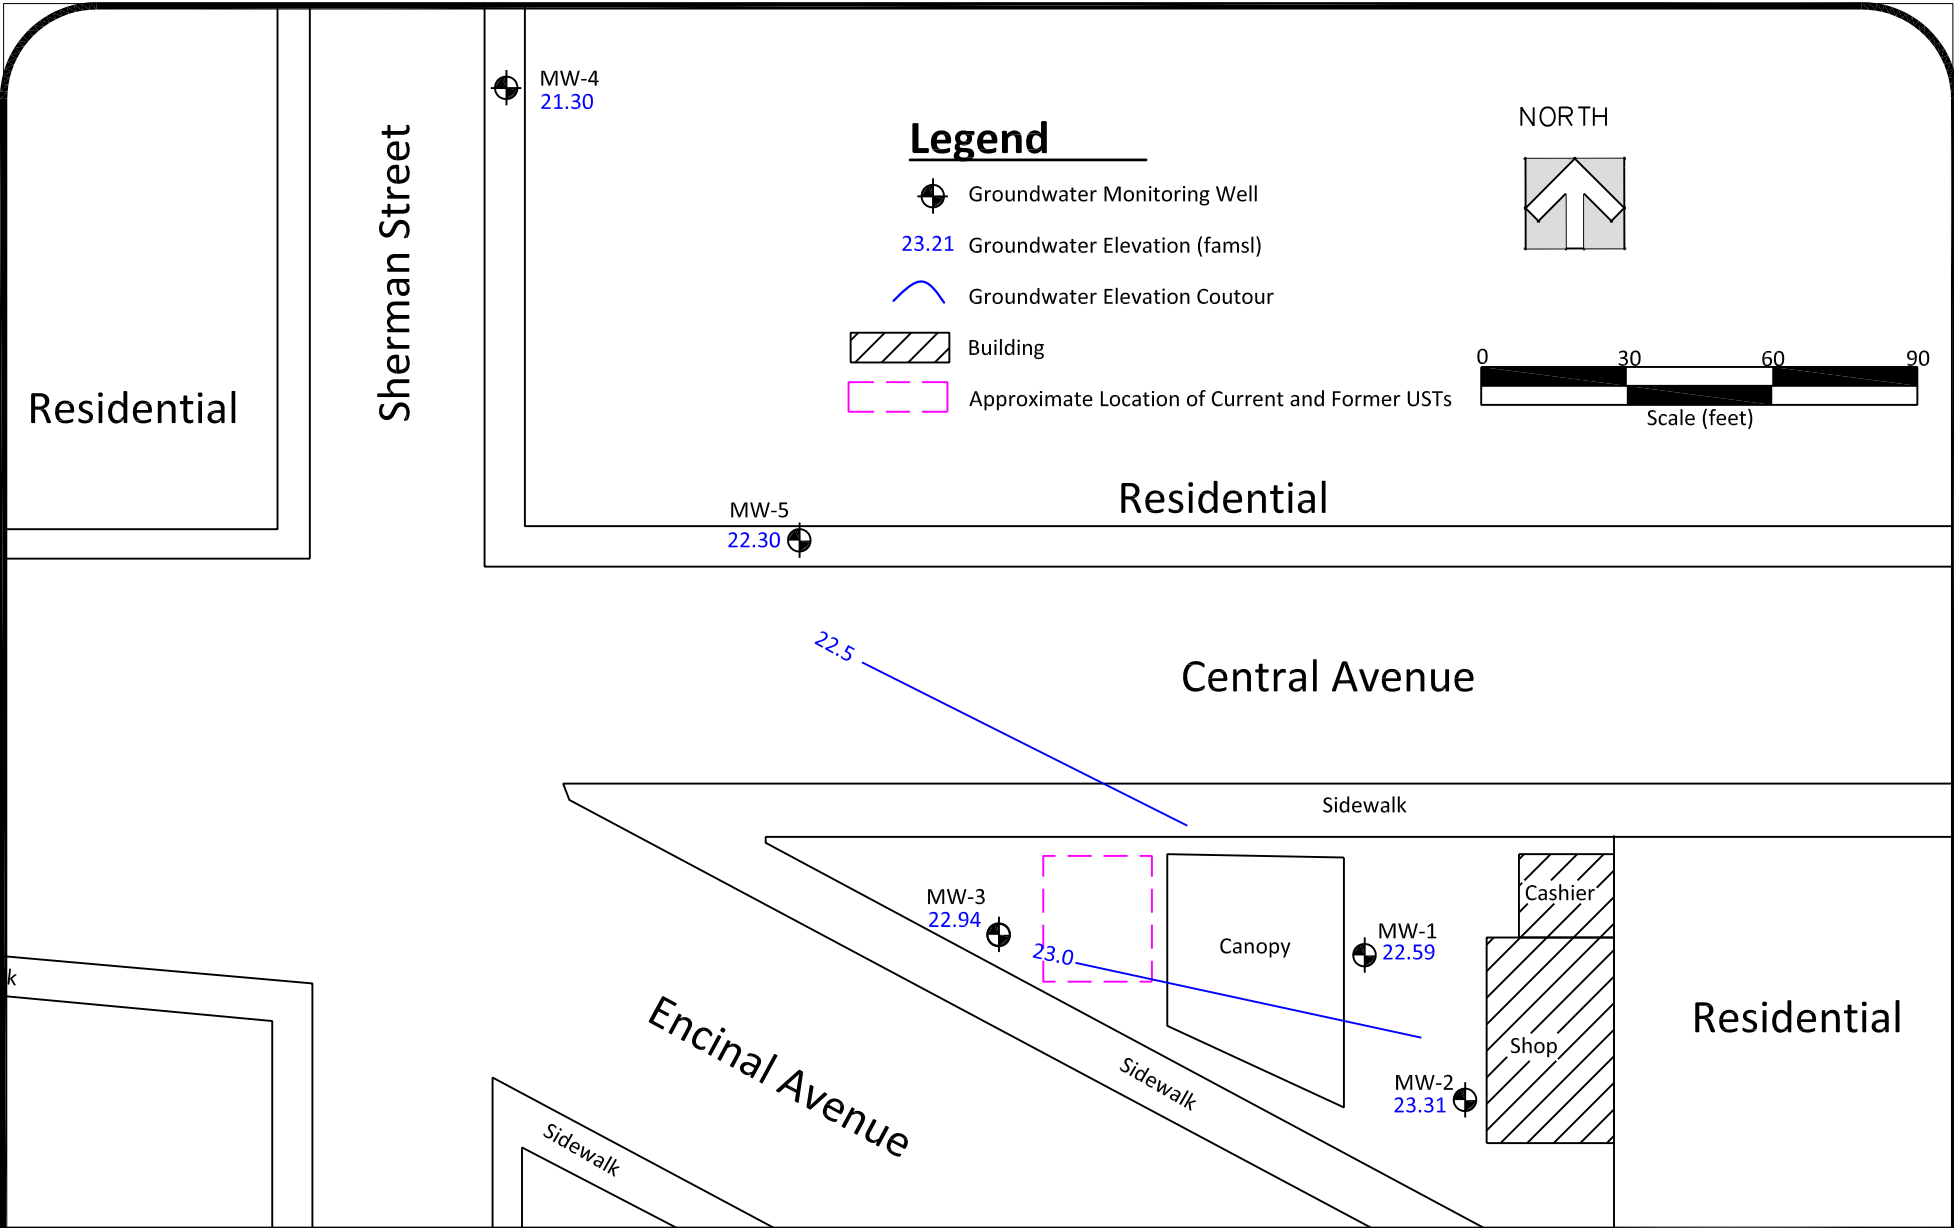 MW-4
21.30
Sherman Street
Legend
Groundwater Monitoring Well
23.21 Groundwater Elevation (famsl)
Groundwater Elevation Coutour
Building
Approximate Location of Current and Former USTs
NORTH
0 30 60 90
Scale (feet)
Residential
Residential
MW-5
22.30
22.5
Central Avenue
Sidewalk
MW-3
22.94
23.0
Canopy
MW-1
22.59
Cashier
Shop
Residential
MW-2
23.31
k
Encinal Avenue
Sidewalk
Sidewalk